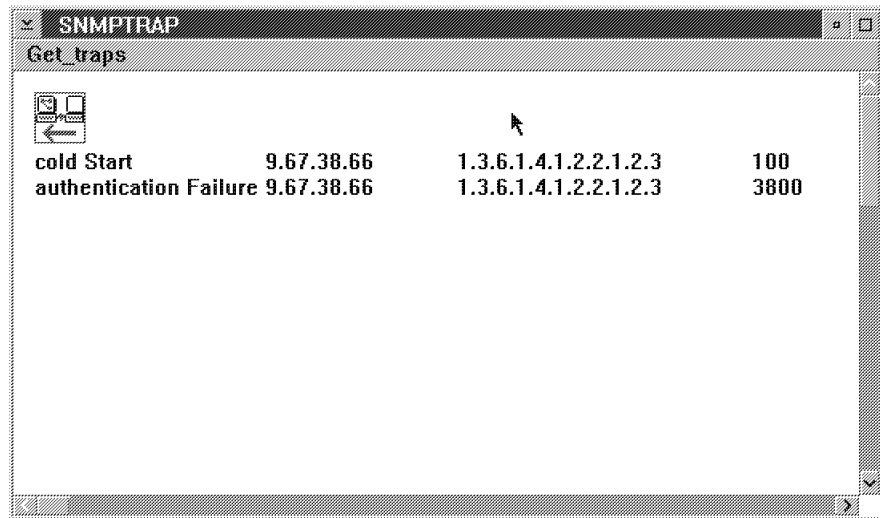 SNMPTRAP
Get_traps
cold Start 9.67.38.66 1.3.6.1.4.1.2.2.1.2.3 100
authentication Failure 9.67.38.66 1.3.6.1.4.1.2.2.1.2.3 3800